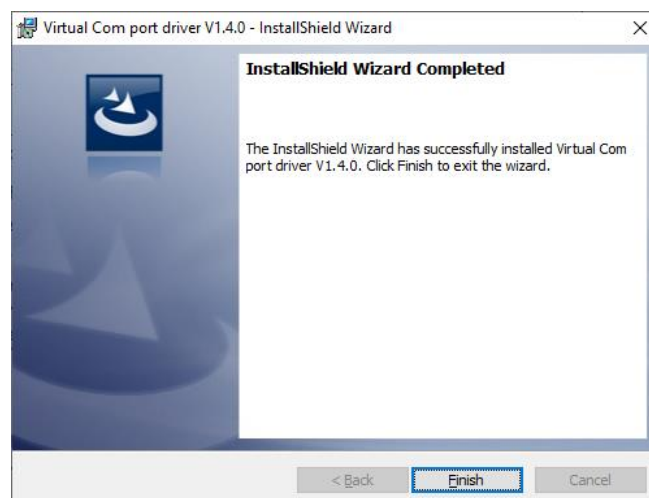 Virtual Com port driver V1.4.0 - InstallShield Wizard
InstallShield Wizard Completed
The InstallShield Wizard has successfully installed Virtual Com
port driver V1.4.0. Click Finish to exit the wizard.
< Back
Finish
Cancel